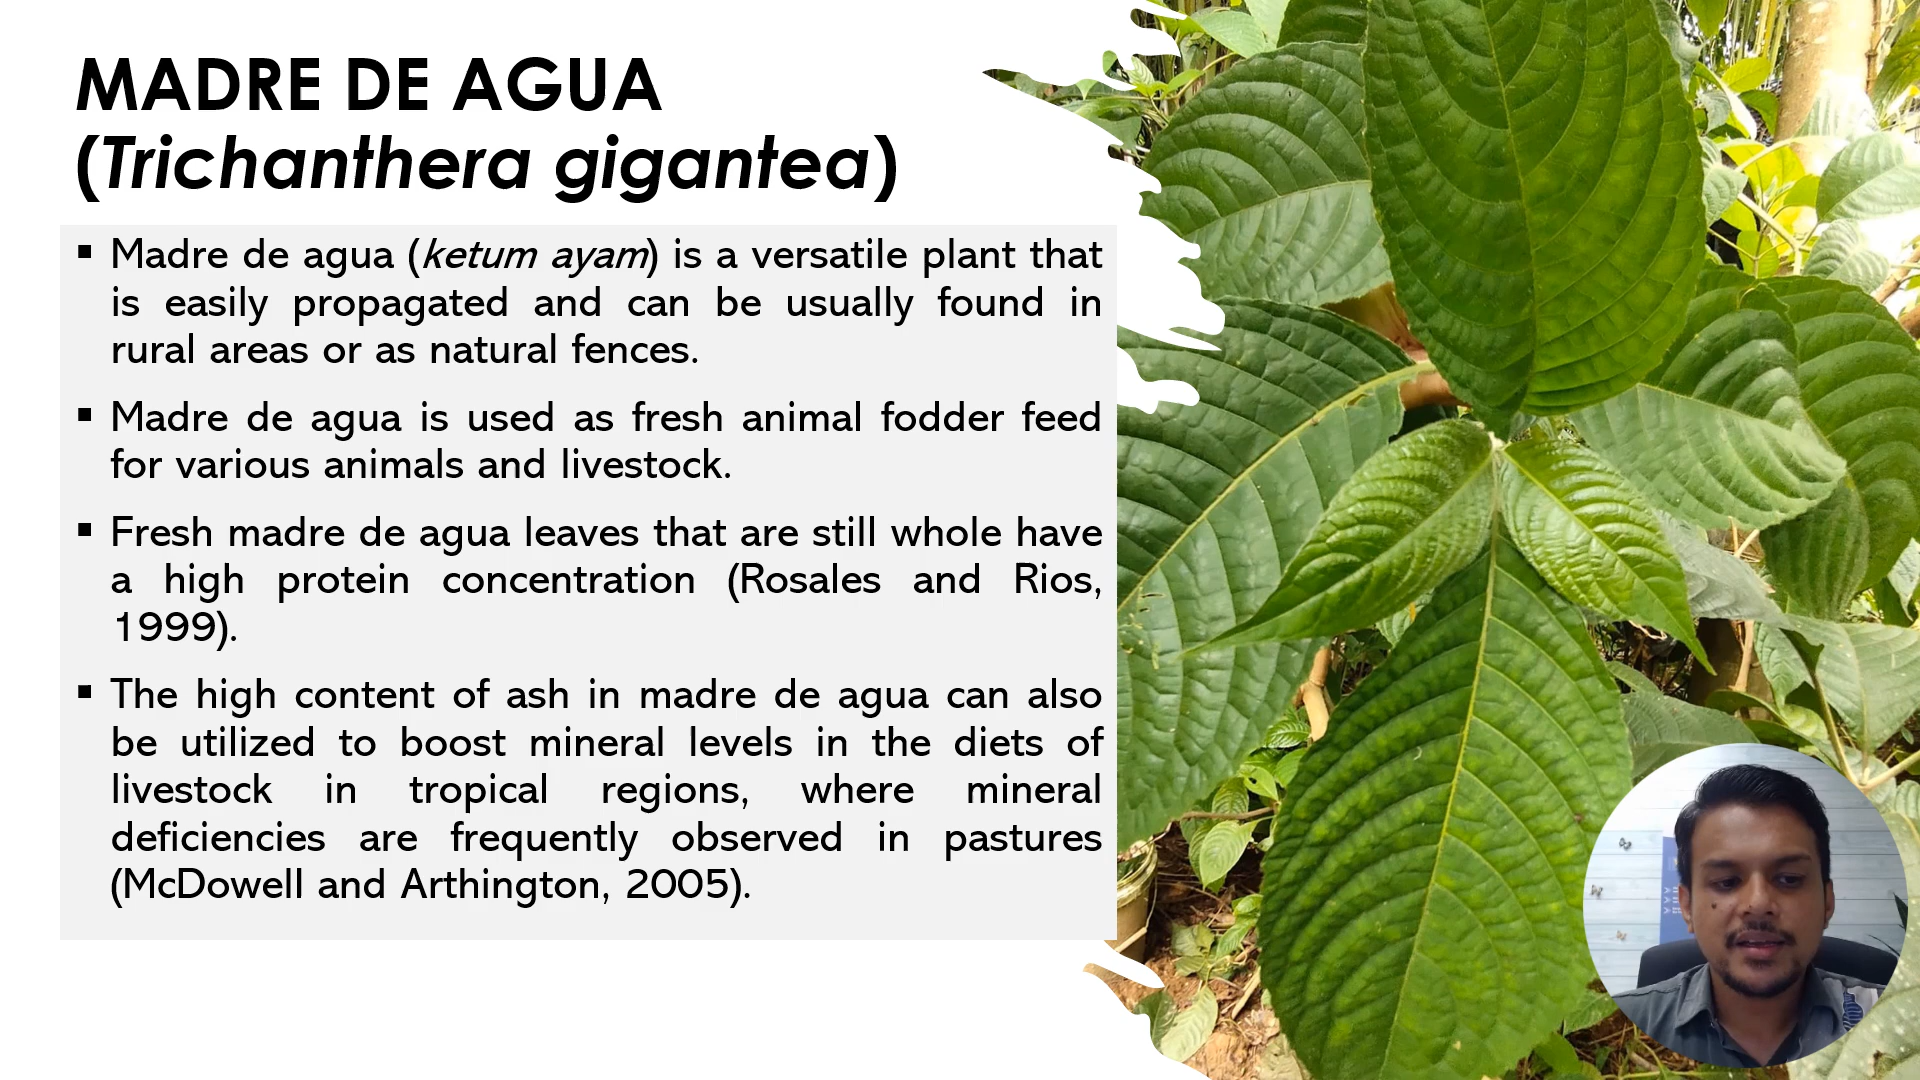 MADRE DE AGUA
(Trichanthera gigantea)
▪ Madre de agua (ketum ayam) is a versatile plant that
is easily propagated and can be usually found in
rural areas or as natural fences.
▪ Madre de agua is used as fresh animal fodder feed
for various animals and livestock.
▪ Fresh madre de agua leaves that are still whole have
a high protein concentration (Rosales and Rios,
1999).
▪ The high content of ash in madre de agua can also
be utilized to boost mineral levels in the diets of
livestock in tropical regions, where mineral
deficiencies are frequently observed in pastures
(McDowell and Arthington, 2005).